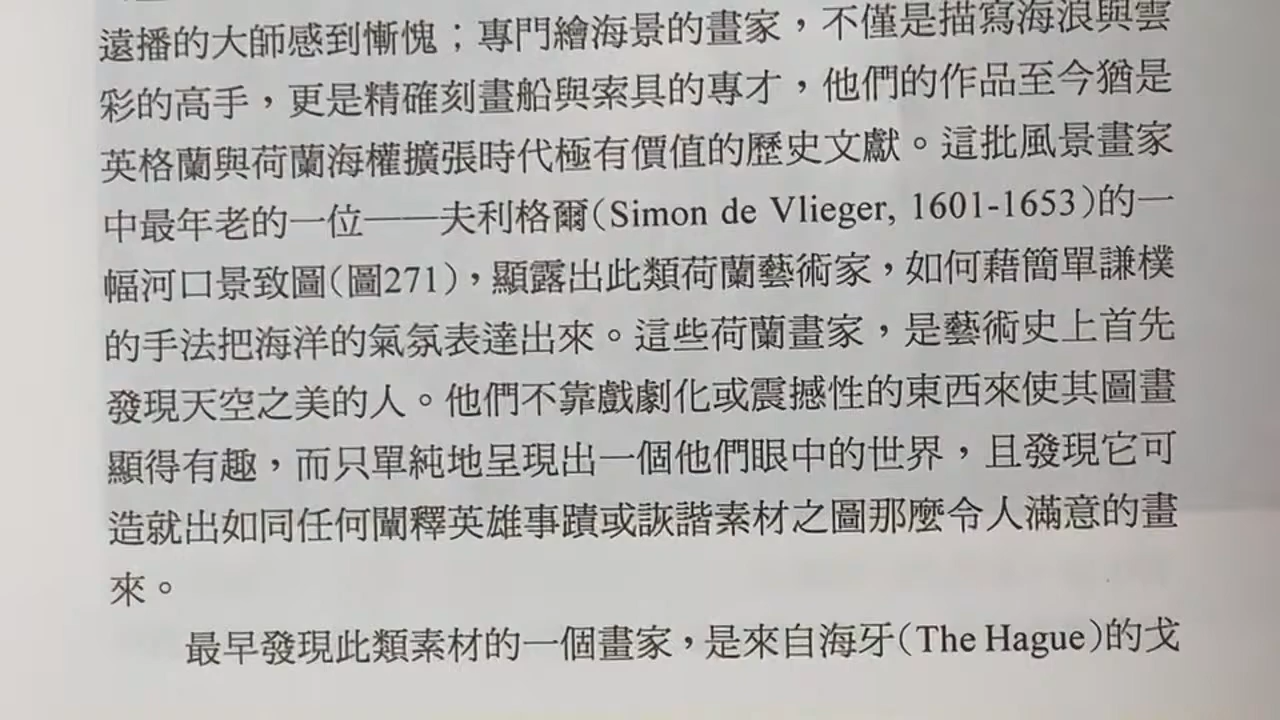 遠播的大師感到慚愧；專門繪海景的畫家，不僅是描寫海浪與雲
彩的高手，更是精確刻畫船與索具的專才，他們的作品至今猶是
英格蘭與荷蘭海權擴張時代極有價值的歷史文獻。這批風景畫家
中最年老的一位——夫利格爾（Simon de Vlieger, 1601-1653）的一
幅河口景致圖（圖271），顯露出此類荷蘭藝術家，如何藉簡單謙樸
的手法把海洋的氣氛表達出來。這些荷蘭畫家，是藝術史上首先
發現天空之美的人。他們不靠戲劇化或震撼性的東西來使其圖畫
顯得有趣，而只單純地呈現出一個他們眼中的世界，且發現它可
造就出如同任何闡釋英雄事蹟或詼諧素材之圖那麼令人滿意的畫
來。
最早發現此類素材的一個畫家，是來自海牙（The Hague）的戈